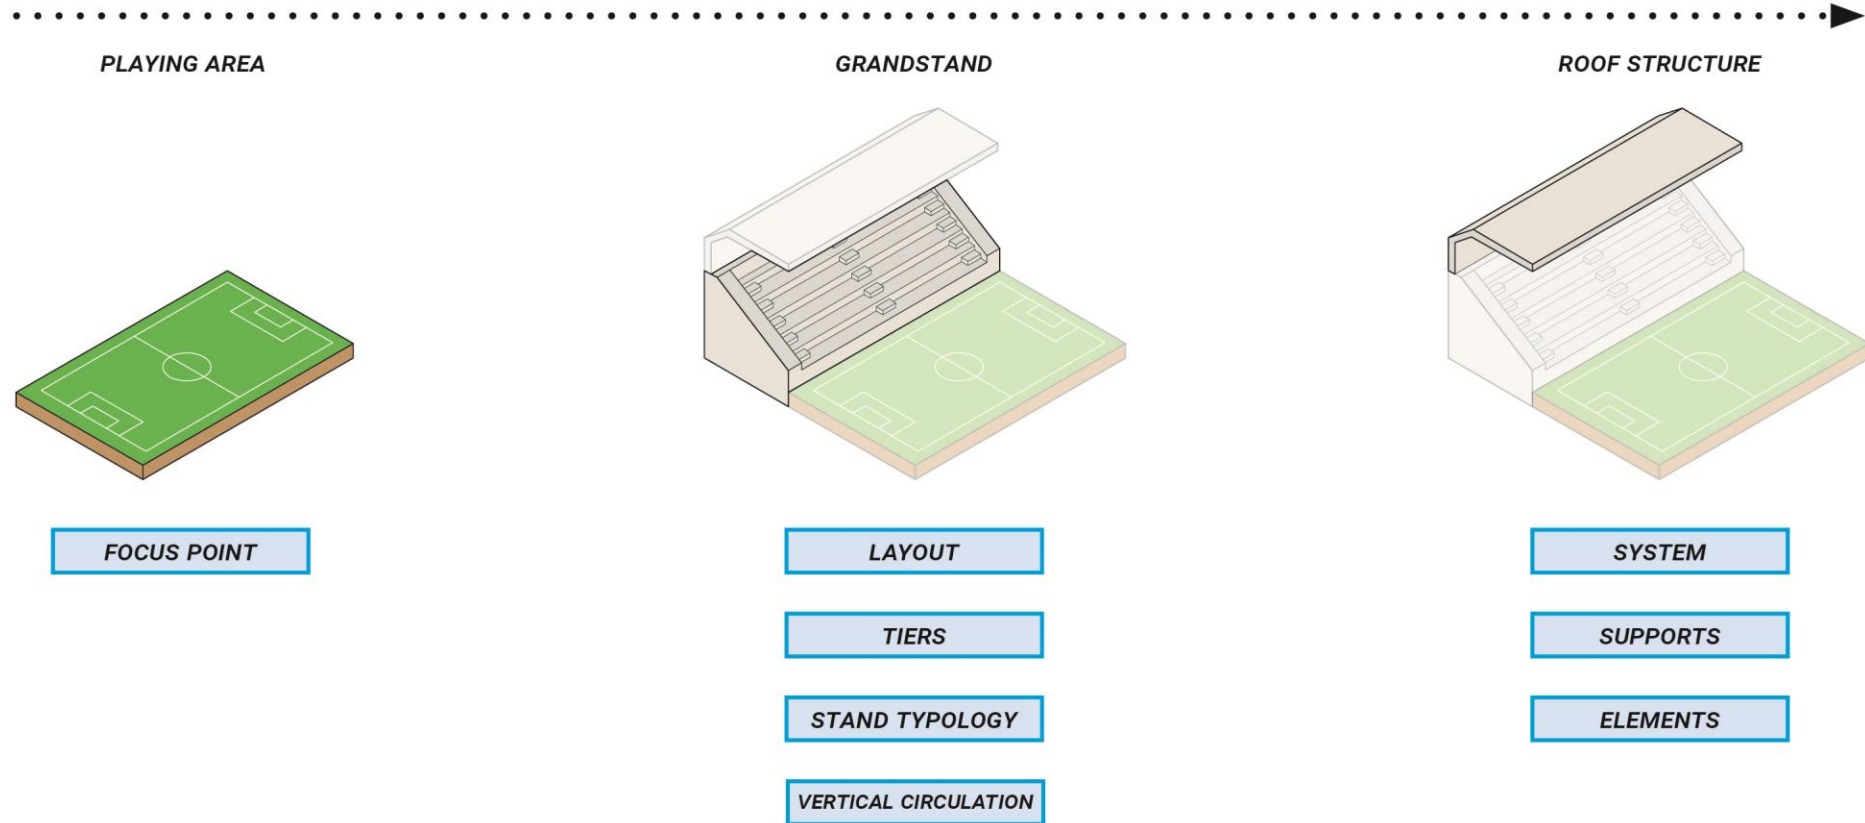 PLAYING AREA
GRANDSTAND
ROOF STRUCTURE
FOCUS POINT
LAYOUT
SYSTEM
TIERS
SUPPORTS
STAND TYPOLOGY
ELEMENTS
VERTICAL CIRCULATION